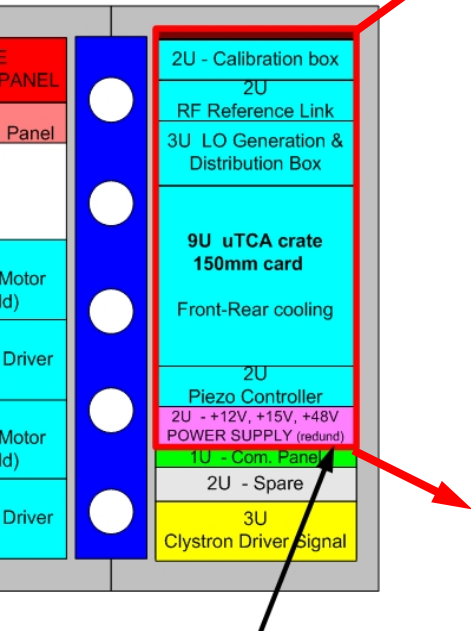 E
PANEL
Panel
Motor
ld)
Driver
Motor
ld)
Driver
2U - Calibration box
2U
RF Reference Link
3U LO Generation &
Distribution Box
9U uTCA crate
150mm card
Front-Rear cooling
2U
Piezo Controller
2U - +12V, +15V, +48V
POWER SUPPLY (redund)
1U - Com. Panel
2U - Spare
3U
Clystron Driver Signal